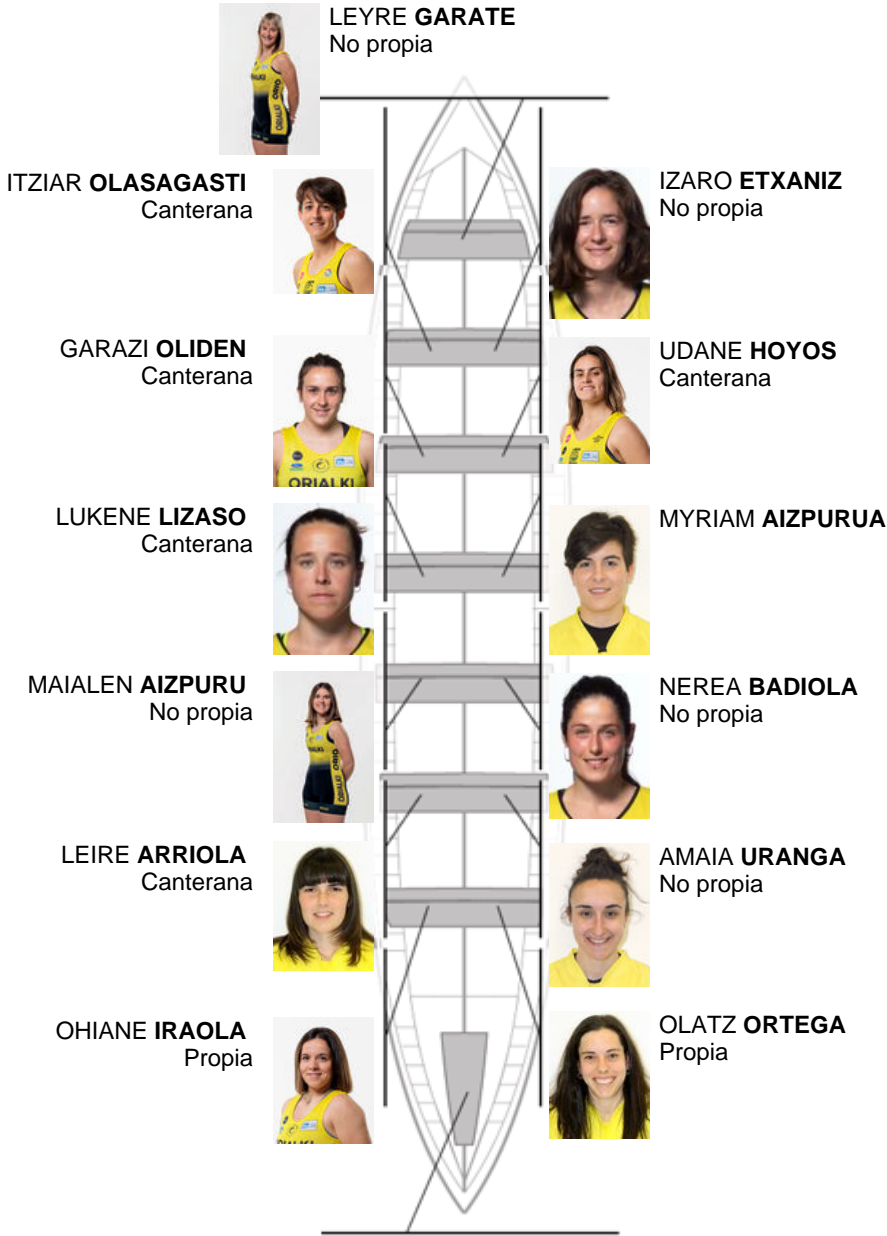 LEYRE GARATE
No propia
ITZIAR OLASAGASTI
Canterana
IZARO ETXANIZ
No propia
GARAZI OLIDEN
Canterana
UDANE HOYOS
Canterana
ORIALKI
LUKENE LIZASO
Canterana
MYRIAM AIZPURUA
MAIALEN AIZPURU
No propia
NEREA BADIOLA
No propia
LEIRE ARRIOLA
Canterana
AMAIA URANGA
No propia
OHIANE IRAOLA
Propia
OLATZ ORTEGA
Propia